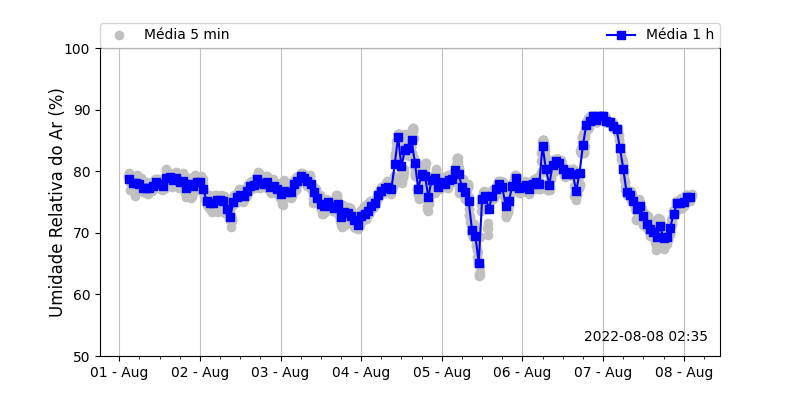 Média 5 min
Média 1 h
Umidade Relativa do Ar (%)
100
90
80
70
60
50
2022-08-08 02:35
01 - Aug
02 - Aug
03 - Aug
04 - Aug
05 - Aug
06 - Aug
07 - Aug
08 - Aug